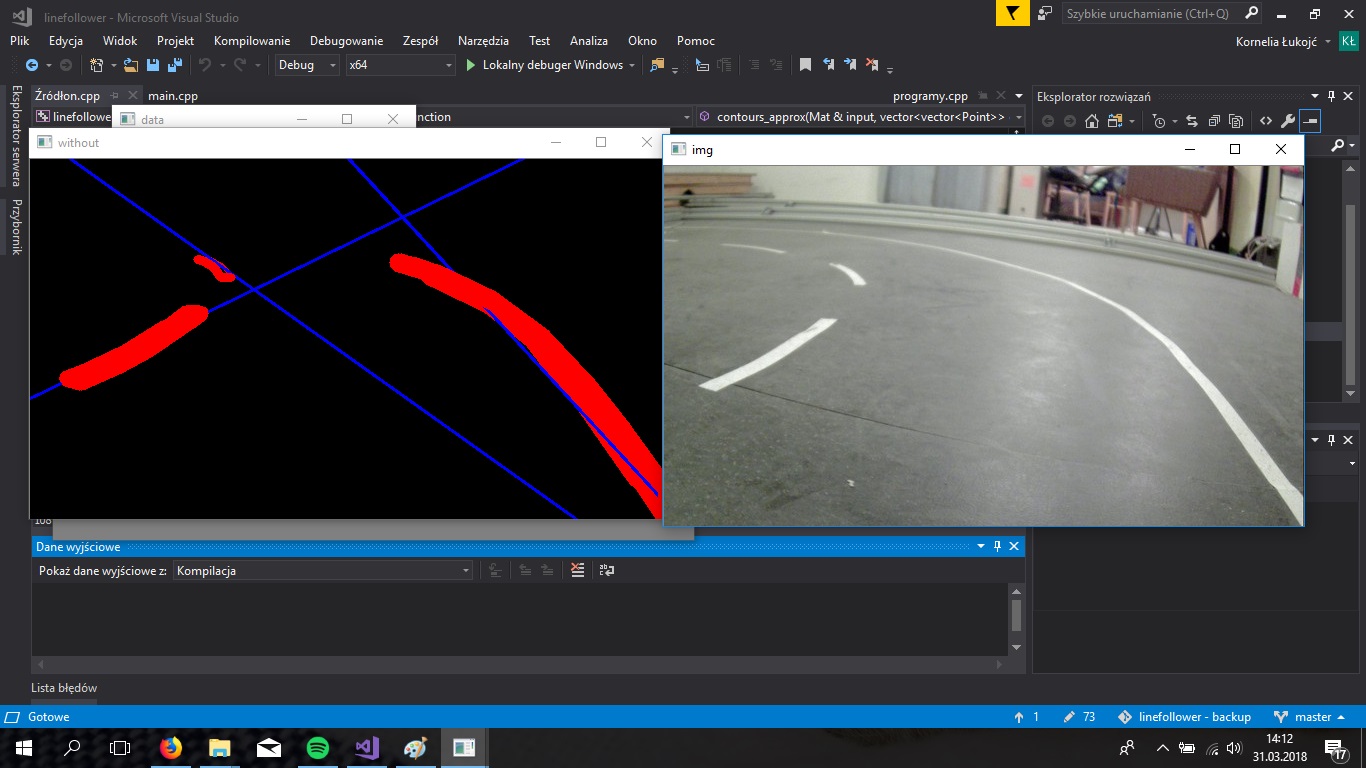 linefollower - Microsoft Visual Studio
Szybkie uruchamianie (Ctrl+Q)
Plik Edycja Widok Projekt Kompilowanie Debugowanie Zespół Narzędzia Test Analiza Okno Pomoc
Kornelia Łukojć KŁ
Debug x64 Lokalny debuger Windows
Eksplorator serwera
Przybornik
Źródłon.cpp main.cpp programy.cpp
Eksplorator rozwiązań
linefollowe
data
nction
contours_approx(Mat & input, vector<vector<Point>>
without
img
108
Dane wyjściowe
Pokaż dane wyjściowe z: Kompilacja
Lista błędów
Gotowe
1 73 linefollower - backup master
14:12
31.03.2018
17